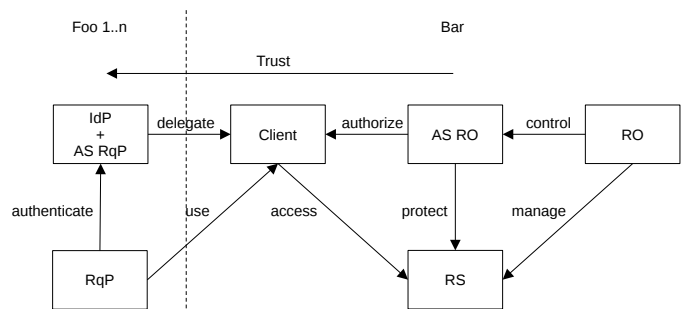 Foo 1..n
Bar
Trust
IdP
+
AS RqP
delegate
Client
authorize
AS RO
control
RO
authenticate
use
access
protect
manage
RqP
RS